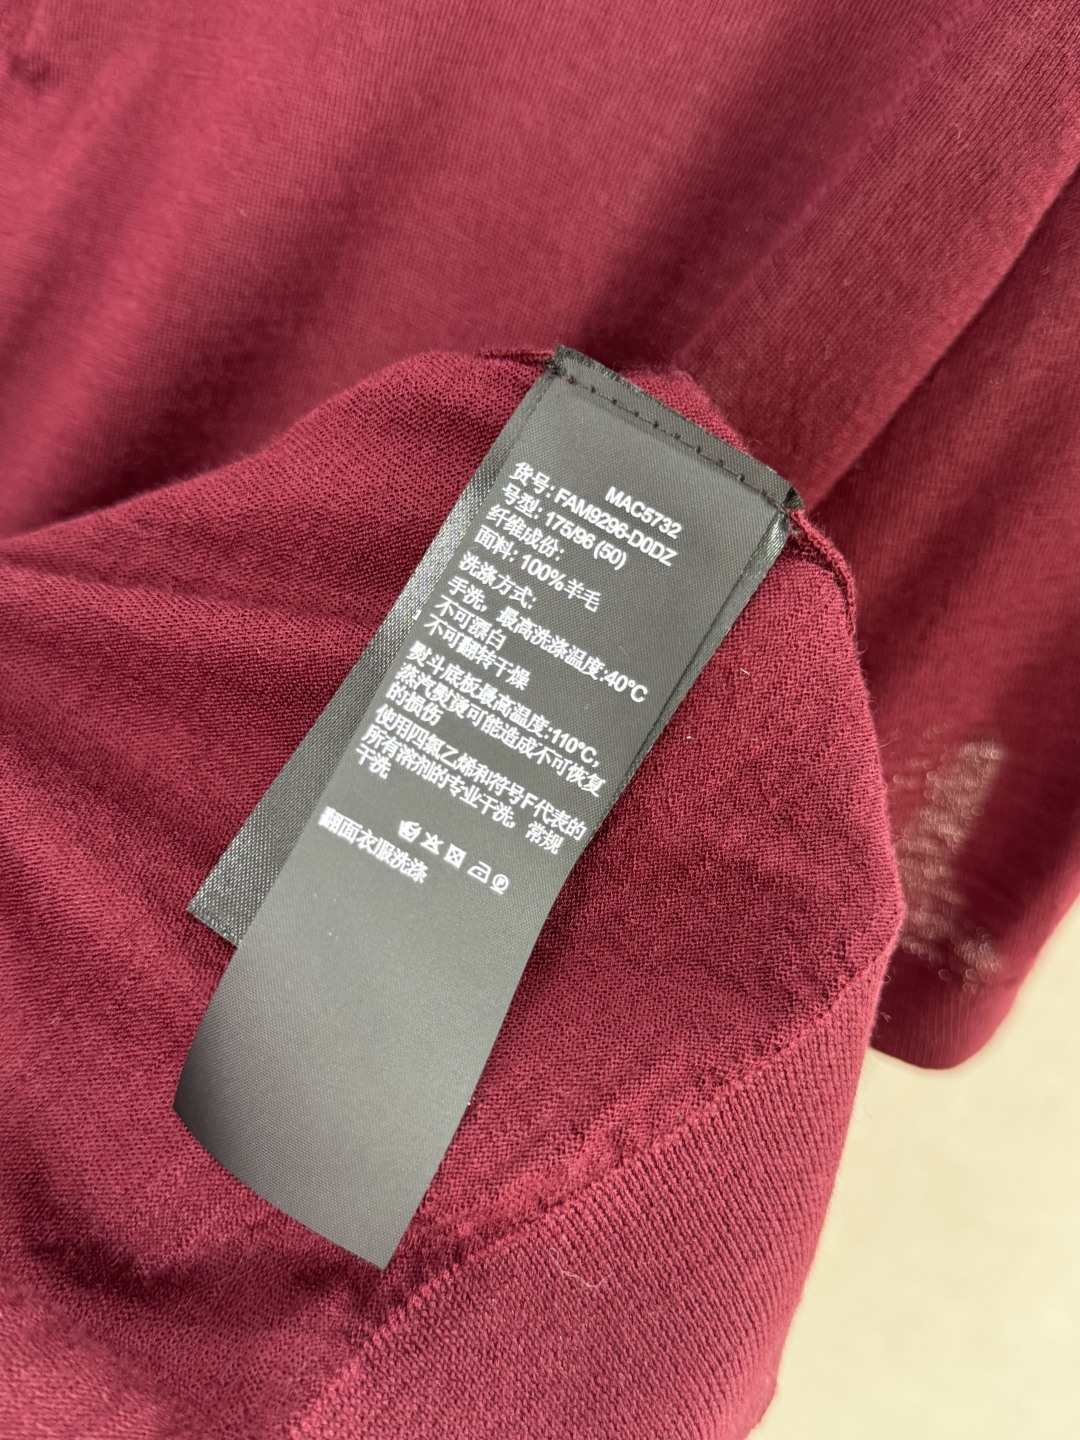 MAC5732
货号: FAM9296-D0DZ
号型: 175/96 (50)
纤维成份:
面料: 100%羊毛
洗涤方式:
手洗，最高洗涤温度:40°C
不可漂白
不可翻转干燥
熨斗底板最高温度:110°C，
蒸汽熨烫可能造成不可恢复
的损伤
使用四氯乙烯和符号F代表的
所有溶剂的专业干洗，常规
干洗
翻面衣服洗涤